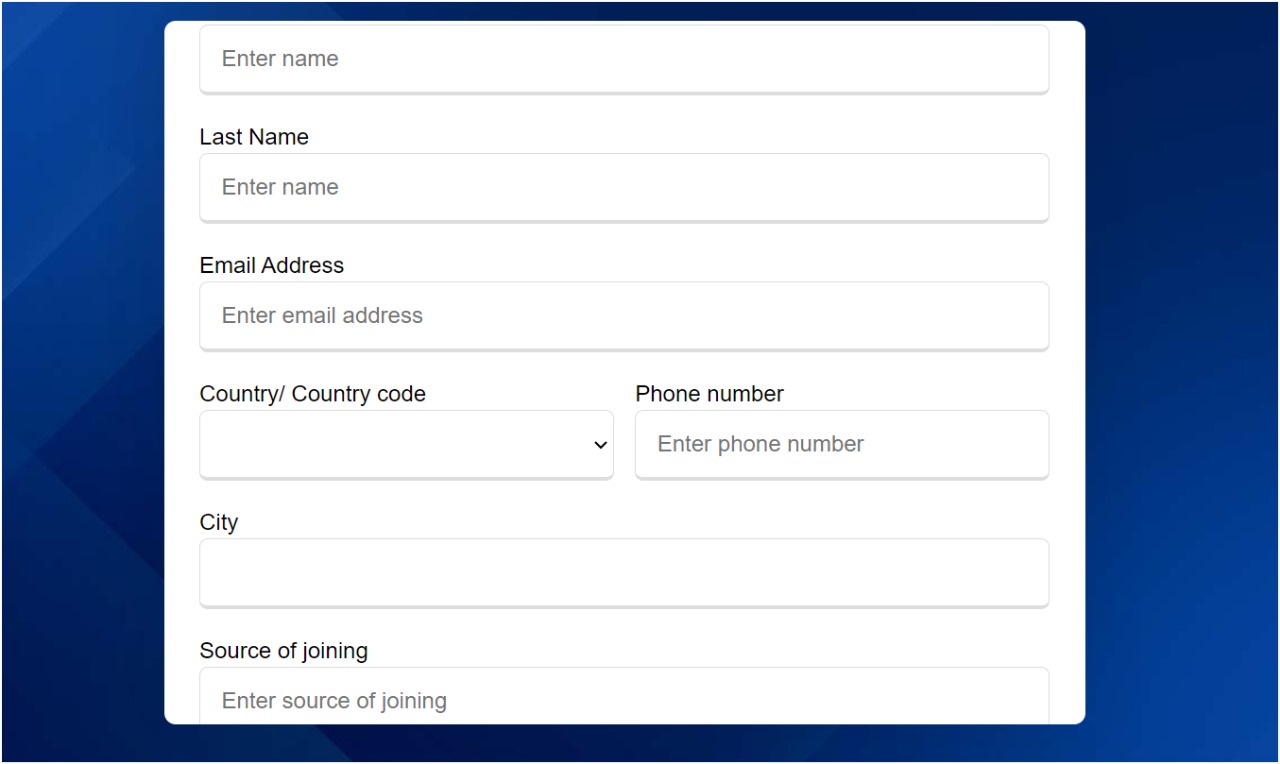 Enter name
Last Name
Enter name
Email Address
Enter email address
Country/ Country code Phone number
Enter phone number
City
Source of joining
Enter source of joining